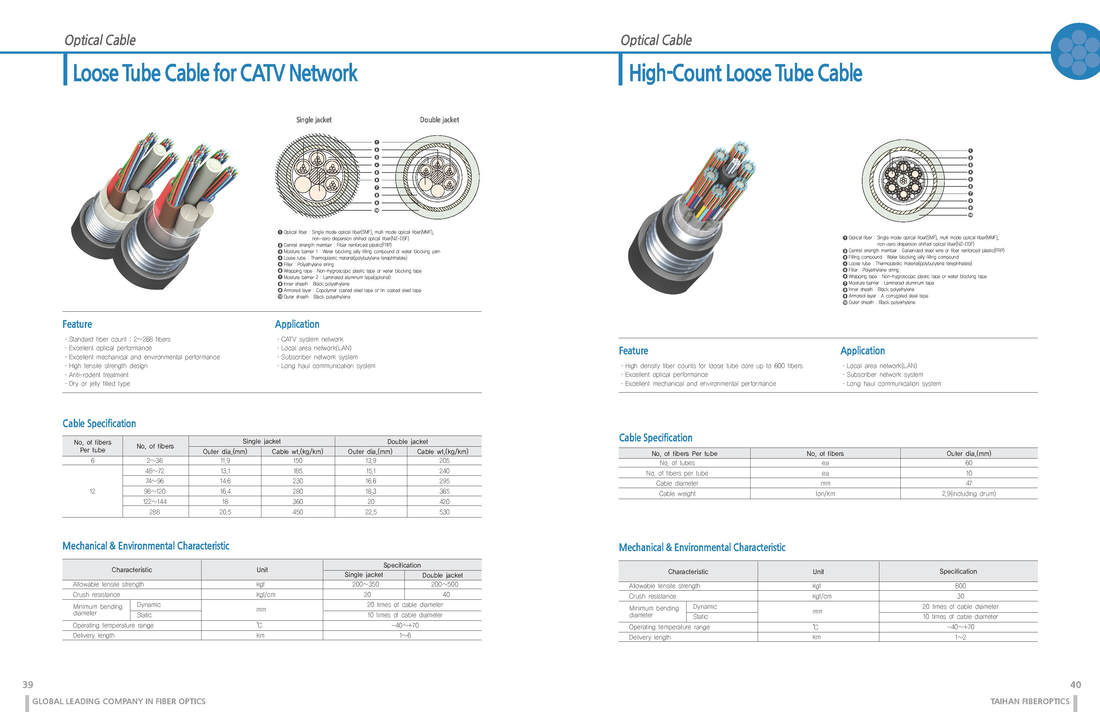 Optical Cable
Loose Tube Cable for CATV Network
Single jacket
Double jacket
❶ Optical fiber : Single mode optical fiber(SMF), multi mode optical fiber(MMF),
non-zero dispersion shifted optical fiber(NZ-DSF)
❷ Central strength member : Fiber reinforced plastic(FRP)
❸ Moisture barrier 1 : Water blocking jelly filling compound or water blocking yarn
❹ Loose tube : Thermoplastic material(polybutylene terephthalate)
❺ Filler : Polyethylene string
❻ Wrapping tape : Non-hygroscopic plastic tape or water blocking tape
❼ Moisture barrier 2 : Laminated aluminum tape(optional)
❽ Inner sheath : Black polyethylene
❾ Armored layer : Copolymer coated steel tape or tin coated steel tape
❿ Outer sheath : Black polyethylene
Feature
· Standard fiber count : 2~288 fibers
· Excellent optical performance
· Excellent mechanical and environmental performance
· High tensile strength design
· Anti-rodent treatment
· Dry or jelly filled type
Application
· CATV system network
· Local area network(LAN)
· Subscriber network system
· Long haul communication system
Cable Specification
No. of fibers Per tube No. of fibers Single jacket Double jacket
Outer dia.(mm) Cable wt.(kg/km) Outer dia.(mm) Cable wt.(kg/km)
6 2~36 11.9 150 13.9 205
12 48~72 13.1 185 15.1 240
74~96 14.6 230 16.6 295
98~120 16.4 280 18.3 365
122~144 18 360 20 420
288 20.5 450 22.5 530
Mechanical & Environmental Characteristic
Characteristic Unit Specification
Single jacket Double jacket
Allowable tensile strength kgf 200~350 200~500
Crush resistance kgf/cm 20 40
Minimum bending diameter Dynamic mm 20 times of cable diameter
Static 10 times of cable diameter
Operating temperature range ℃ -40~+70
Delivery length km 1~6
39
GLOBAL LEADING COMPANY IN FIBER OPTICS
Optical Cable
High-Count Loose Tube Cable
❶ Optical fiber : Single mode optical fiber(SMF), multi mode optical fiber(MMF),
non-zero dispersion shifted optical fiber(NZ-DSF)
❷ Central strength member : Galvanized steel wire or fiber reinforced plastic(FRP)
❸ Filling compound : Water blocking jelly filling compound
❹ Loose tube : Thermoplastic material(polybutylene terephthalate)
❺ Filler : Polyethylene string
❻ Wrapping tape : Non-hygroscopic plastic tape or water blocking tape
❼ Moisture barrier : Laminated aluminum tape
❽ Inner sheath : Black polyethylene
❾ Armored layer : A corrugated steel tape
❿ Outer sheath : Black polyethylene
Feature
· High density fiber counts for loose tube core up to 600 fibers
· Excellent optical performance
· Excellent mechanical and environmental performance
Application
· Local area network(LAN)
· Subscriber network system
· Long haul communication system
Cable Specification
No. of fibers Per tube No. of fibers Outer dia.(mm)
No. of tubes ea 60
No. of fibers per tube ea 10
Cable diameter mm 47
Cable weight ton/km 2.9(including drum)
Mechanical & Environmental Characteristic
Characteristic Unit Specification
Allowable tensile strength kgf 800
Crush resistance kgf/cm 30
Minimum bending diameter Dynamic mm 20 times of cable diameter
Static 10 times of cable diameter
Operating temperature range ℃ -40~+70
Delivery length km 1~2
40
TAIHAN FIBEROPTICS